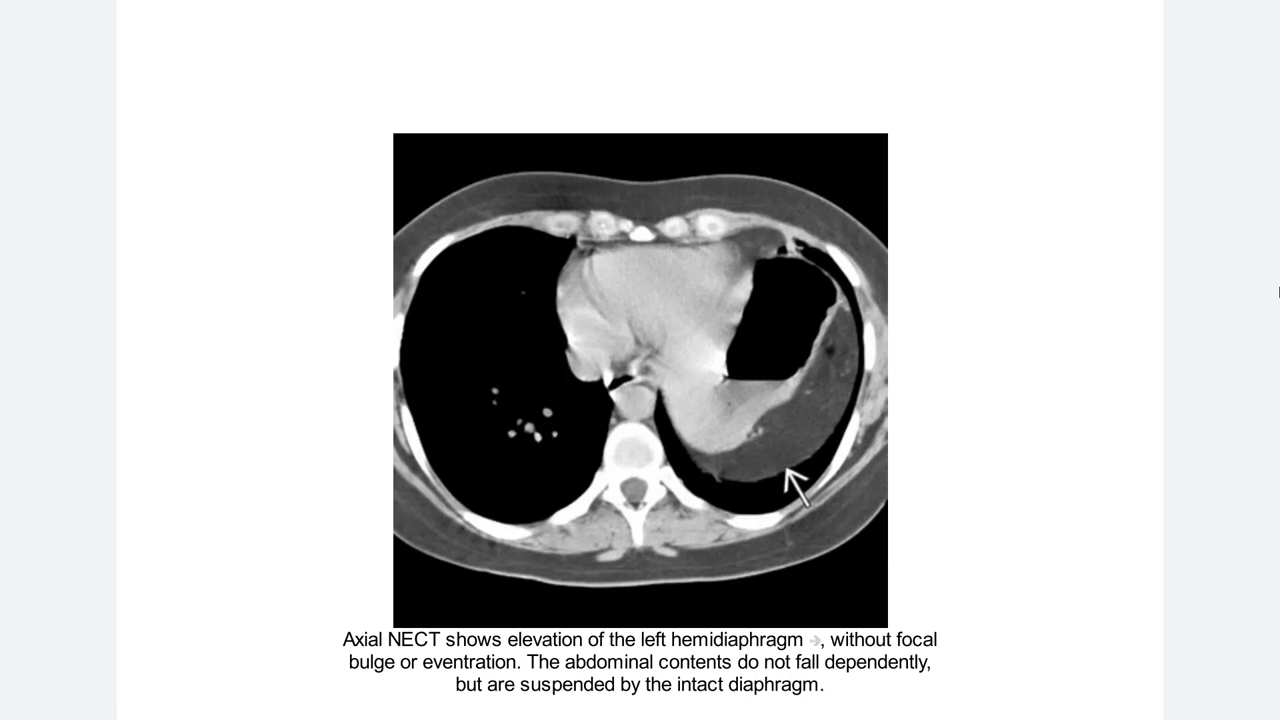 Axial NECT shows elevation of the left hemidiaphragm , without focal
bulge or eventration. The abdominal contents do not fall dependently,
but are suspended by the intact diaphragm.